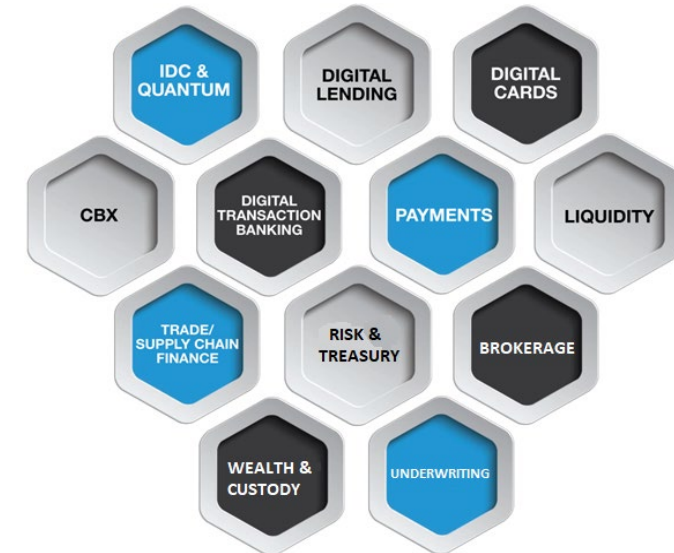 IDC &
QUANTUM
DIGITAL
LENDING
DIGITAL
CARDS
CBX
DIGITAL
TRANSACTION
BANKING
PAYMENTS
LIQUIDITY
TRADE/
SUPPLY CHAIN
FINANCE
RISK &
TREASURY
BROKERAGE
WEALTH &
CUSTODY
UNDERWRITING